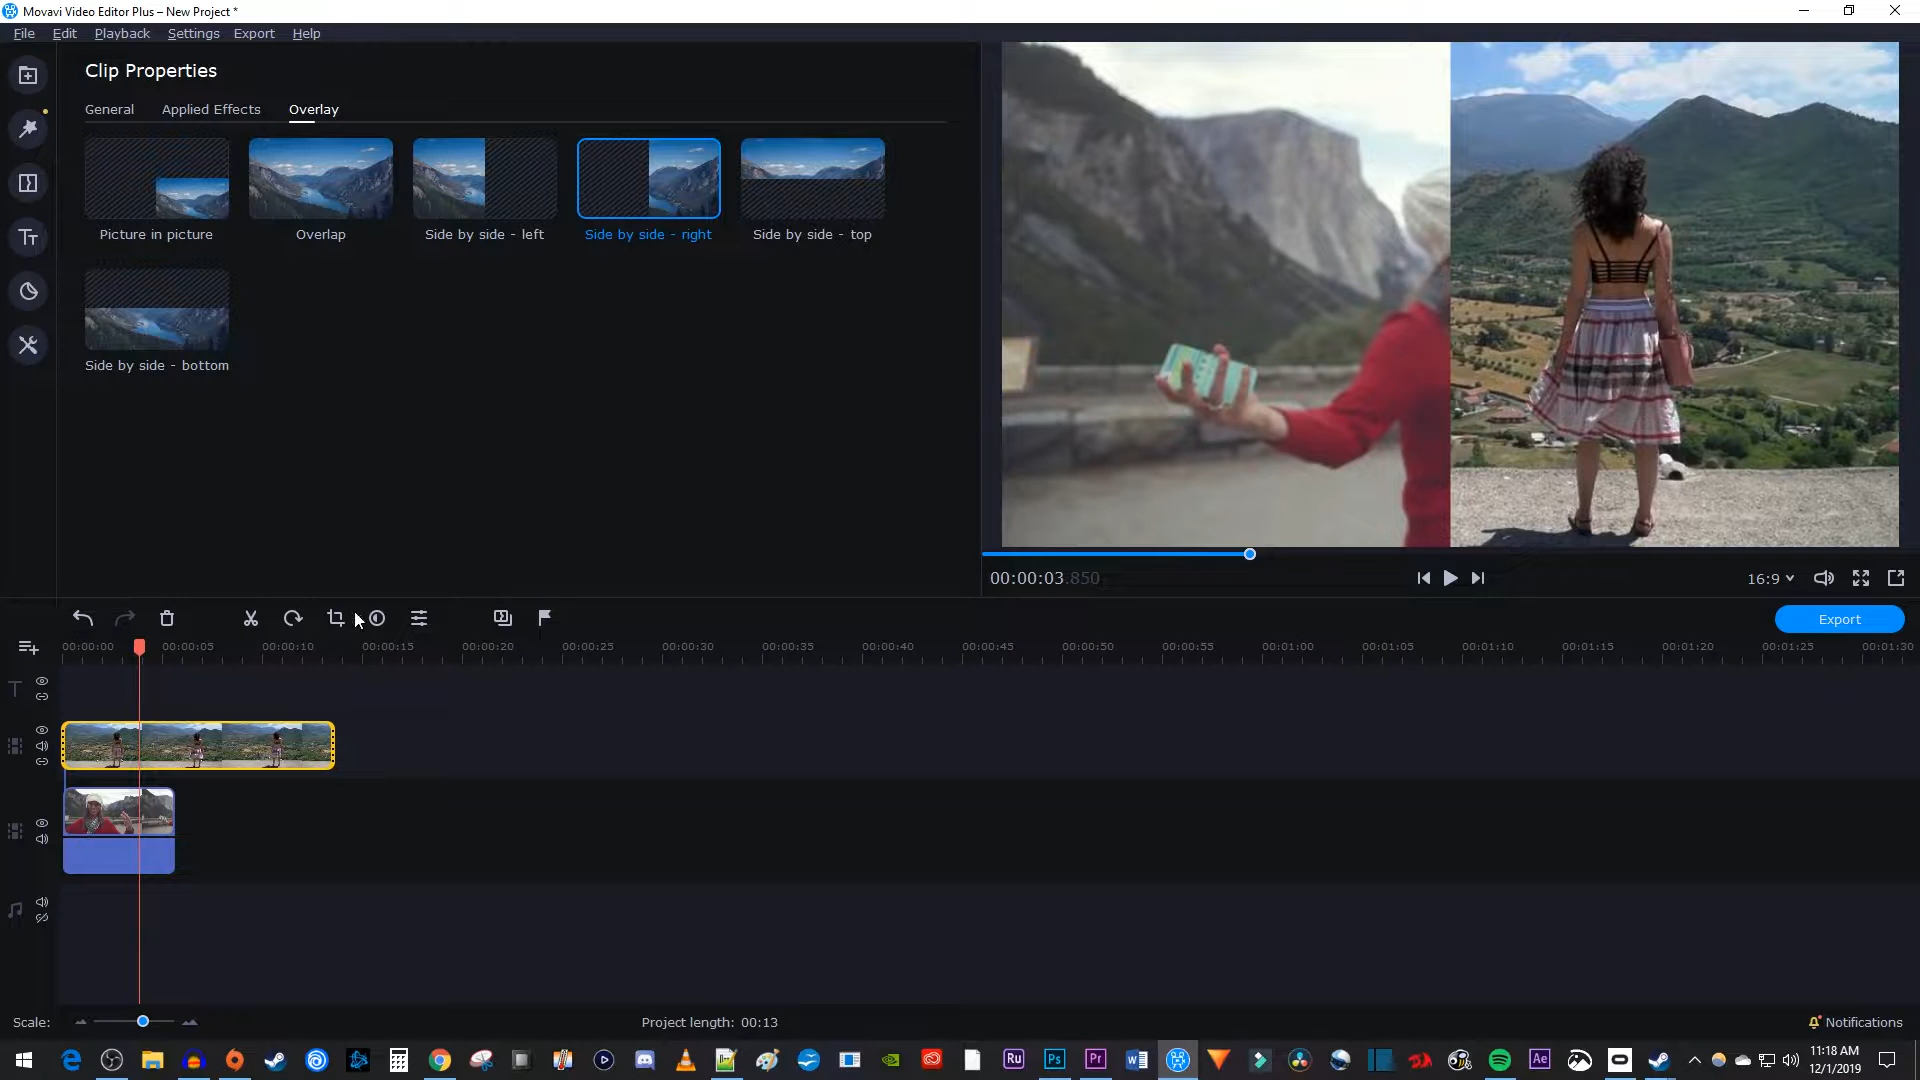 Movavi Video Editor Plus – New Project *
File Edit Playback Settings Export Help
Clip Properties
General Applied Effects Overlay
Picture in picture Overlap Side by side - left Side by side - right Side by side - top
Side by side - bottom
00:00:03.850 16:9
Export
00:00:00 00:00:05 00:00:10 00:00:15 00:00:20 00:00:25 00:00:30 00:00:35 00:00:40 00:00:45 00:00:50 00:00:55 00:01:00 00:01:05 00:01:10 00:01:15 00:01:20 00:01:25 00:01:30
Scale: Project length: 00:13 Notifications
Ru Ps Pr Ae
11:18 AM
12/1/2019